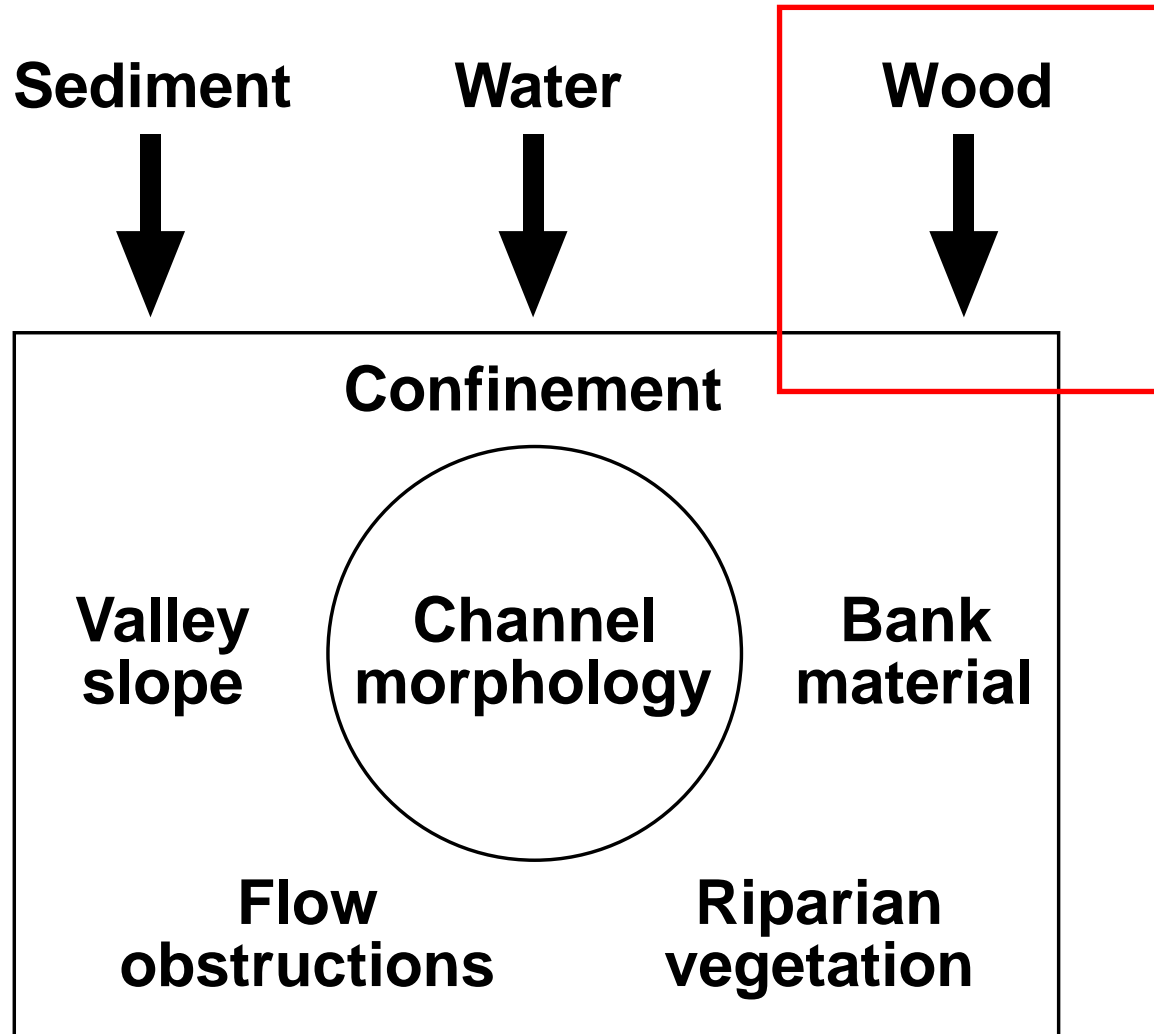 Sediment Water Wood
Confinement
Valley
slope
Channel
morphology
Bank
material
Flow
obstructions
Riparian
vegetation